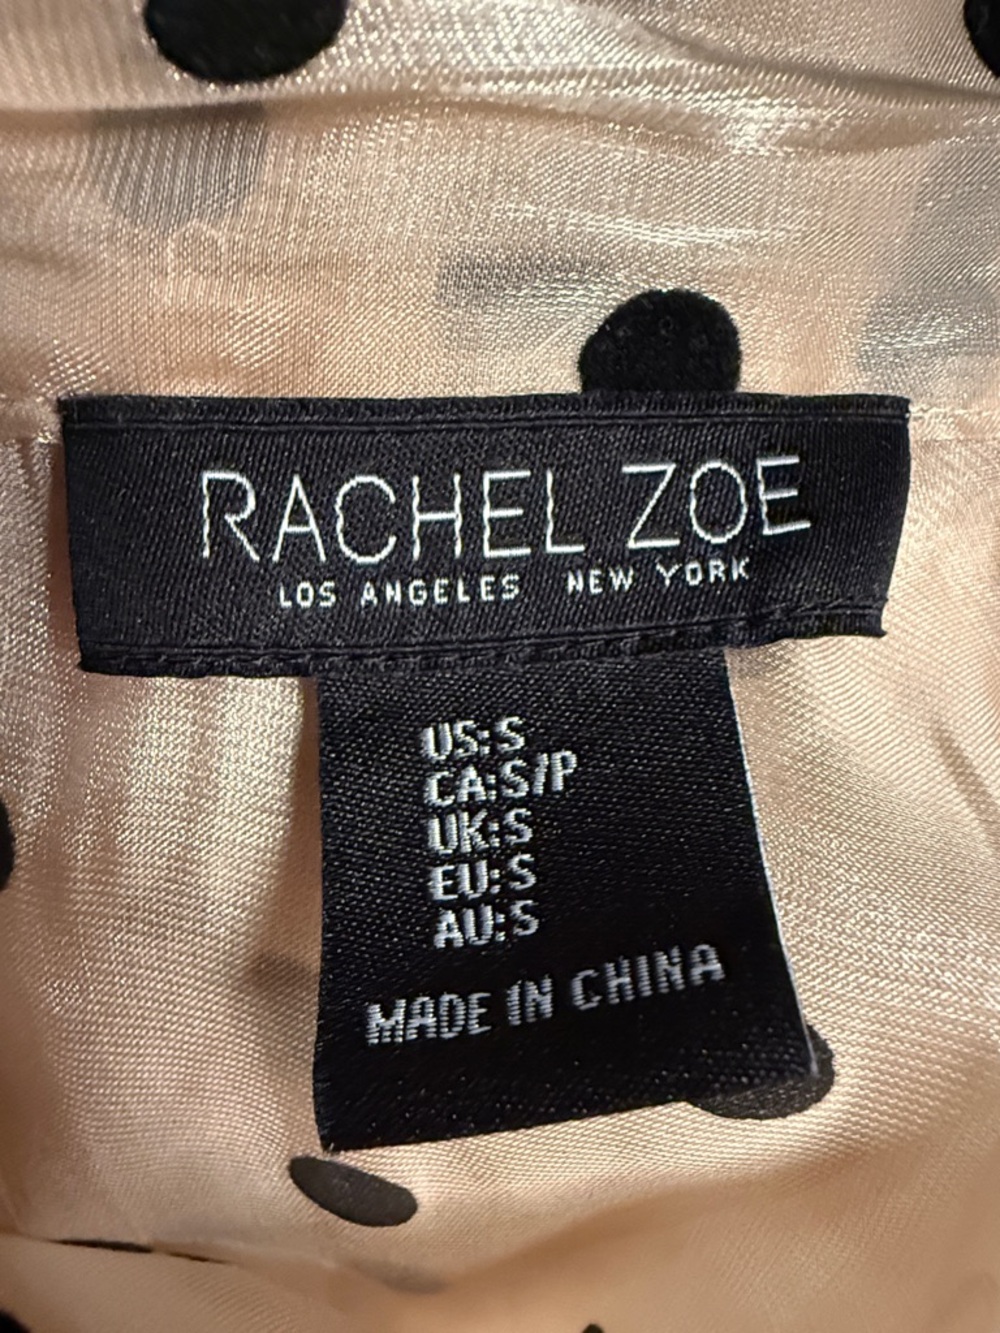 RACHEL ZOE
LOS ANGELES NEW YORK
US: S
CA: S/P
UK: S
EU: S
AU: S
MADE IN CHINA